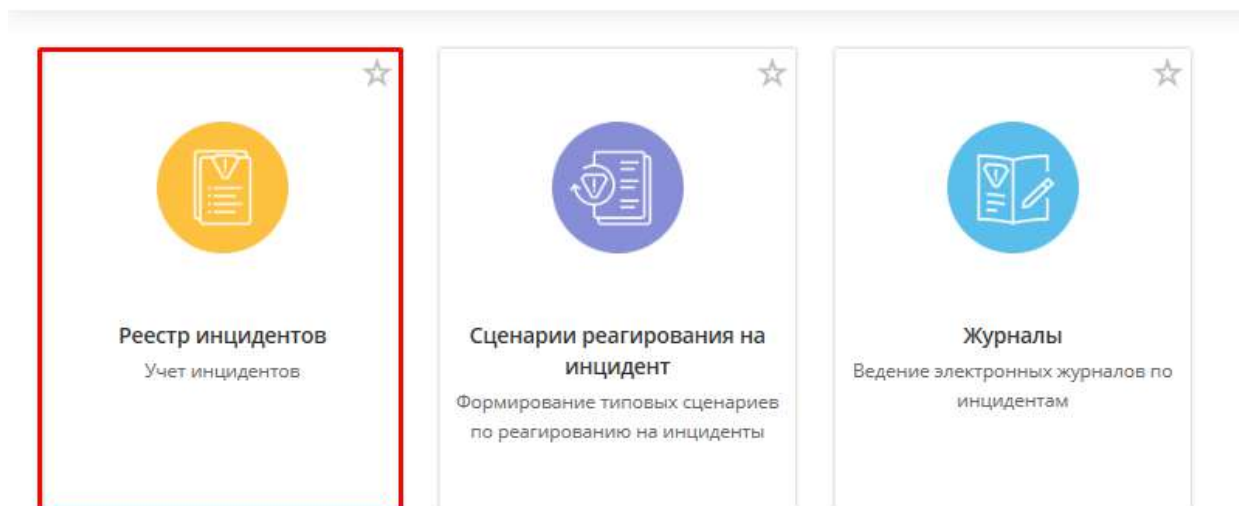 Реестр инцидентов
Учет инцидентов
Сценарии реагирования на
инцидент
Формирование типовых сценариев
по реагированию на инциденты
Журналы
Ведение электронных журналов по
инцидентам